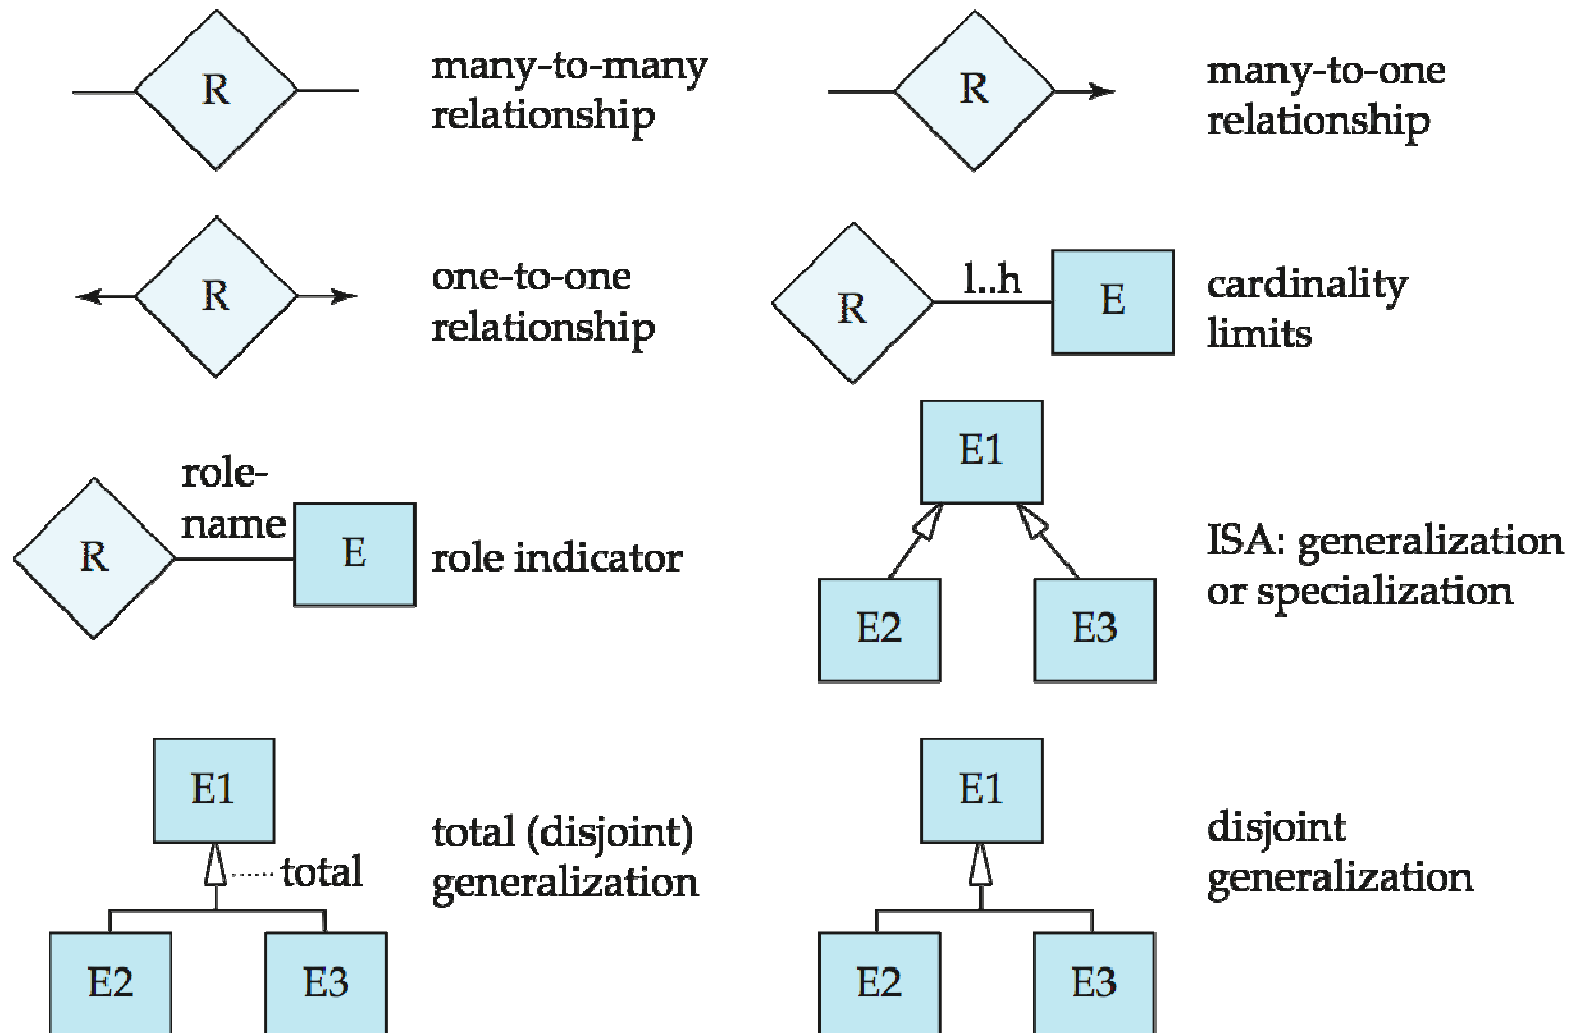 R
many-to-many
relationship
R
many-to-one
relationship
R
one-to-one
relationship
R
l..h
E
cardinality
limits
R
role-
name
E
role indicator
E1
E2
E3
ISA: generalization
or specialization
E1
total
E2
E3
total (disjoint)
generalization
E1
E2
E3
disjoint
generalization